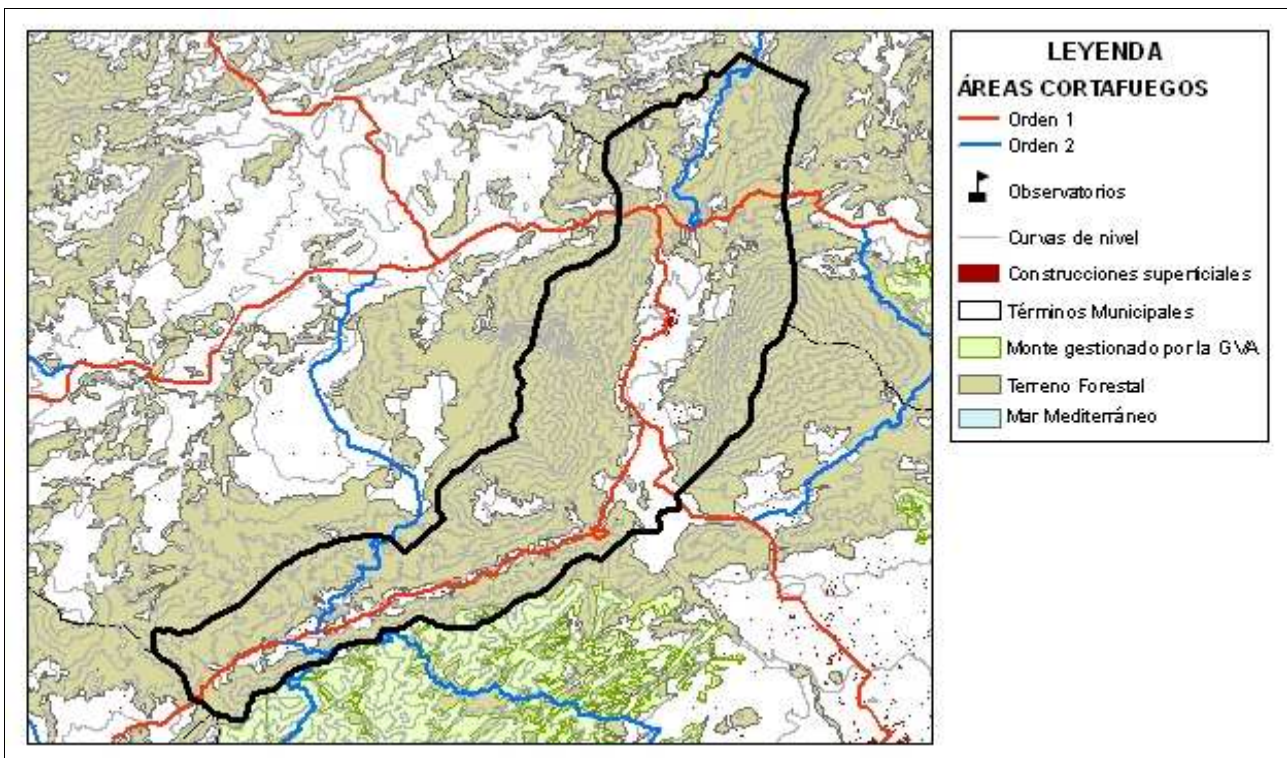 LEYENDA
ÁREAS CORTAFUEGOS
Orden 1
Orden 2
Observatorios
Curvas de nivel
Construcciones superficiales
Términos Municipales
Monte gestionado por la GVA
Terreno Forestal
Mar Mediterráneo